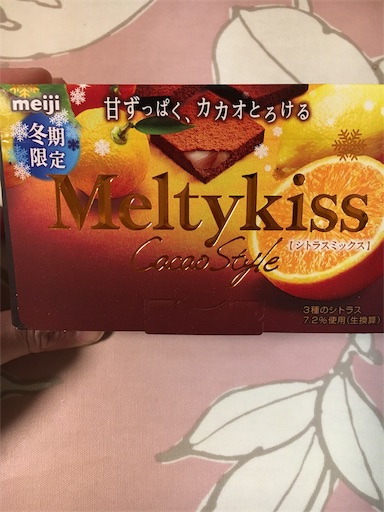 meiji
冬期
限定
甘ずっぱく、カカオとろける
Meltykiss
Cacao Style
【シトラスミックス】
3種のシトラス
7.2%使用(生換算)